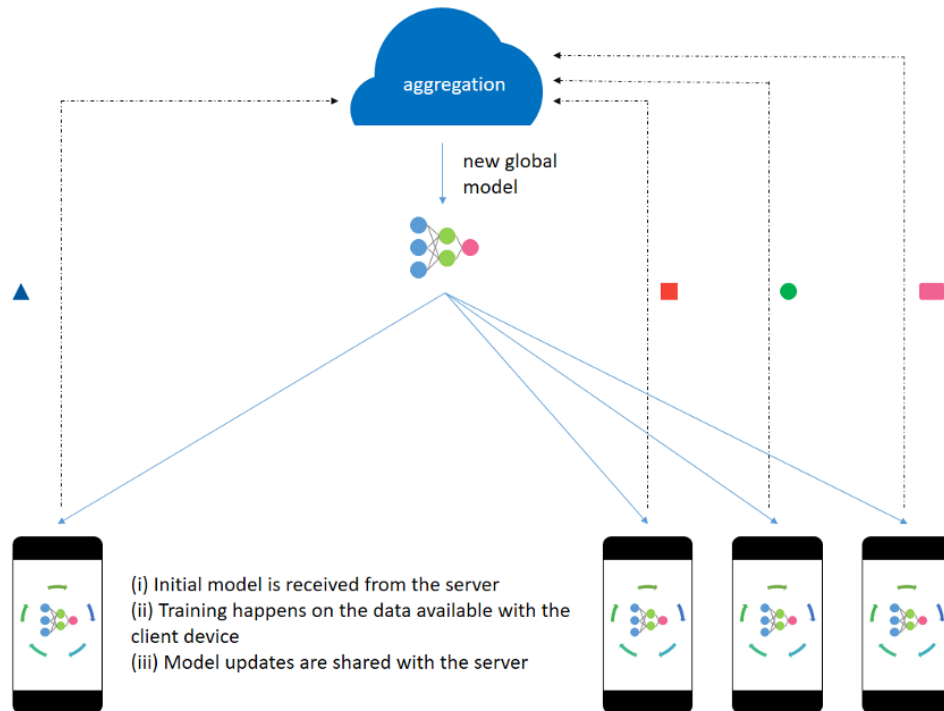 aggregation
new global
model
(i) Initial model is received from the server
(ii) Training happens on the data available with the
client device
(iii) Model updates are shared with the server